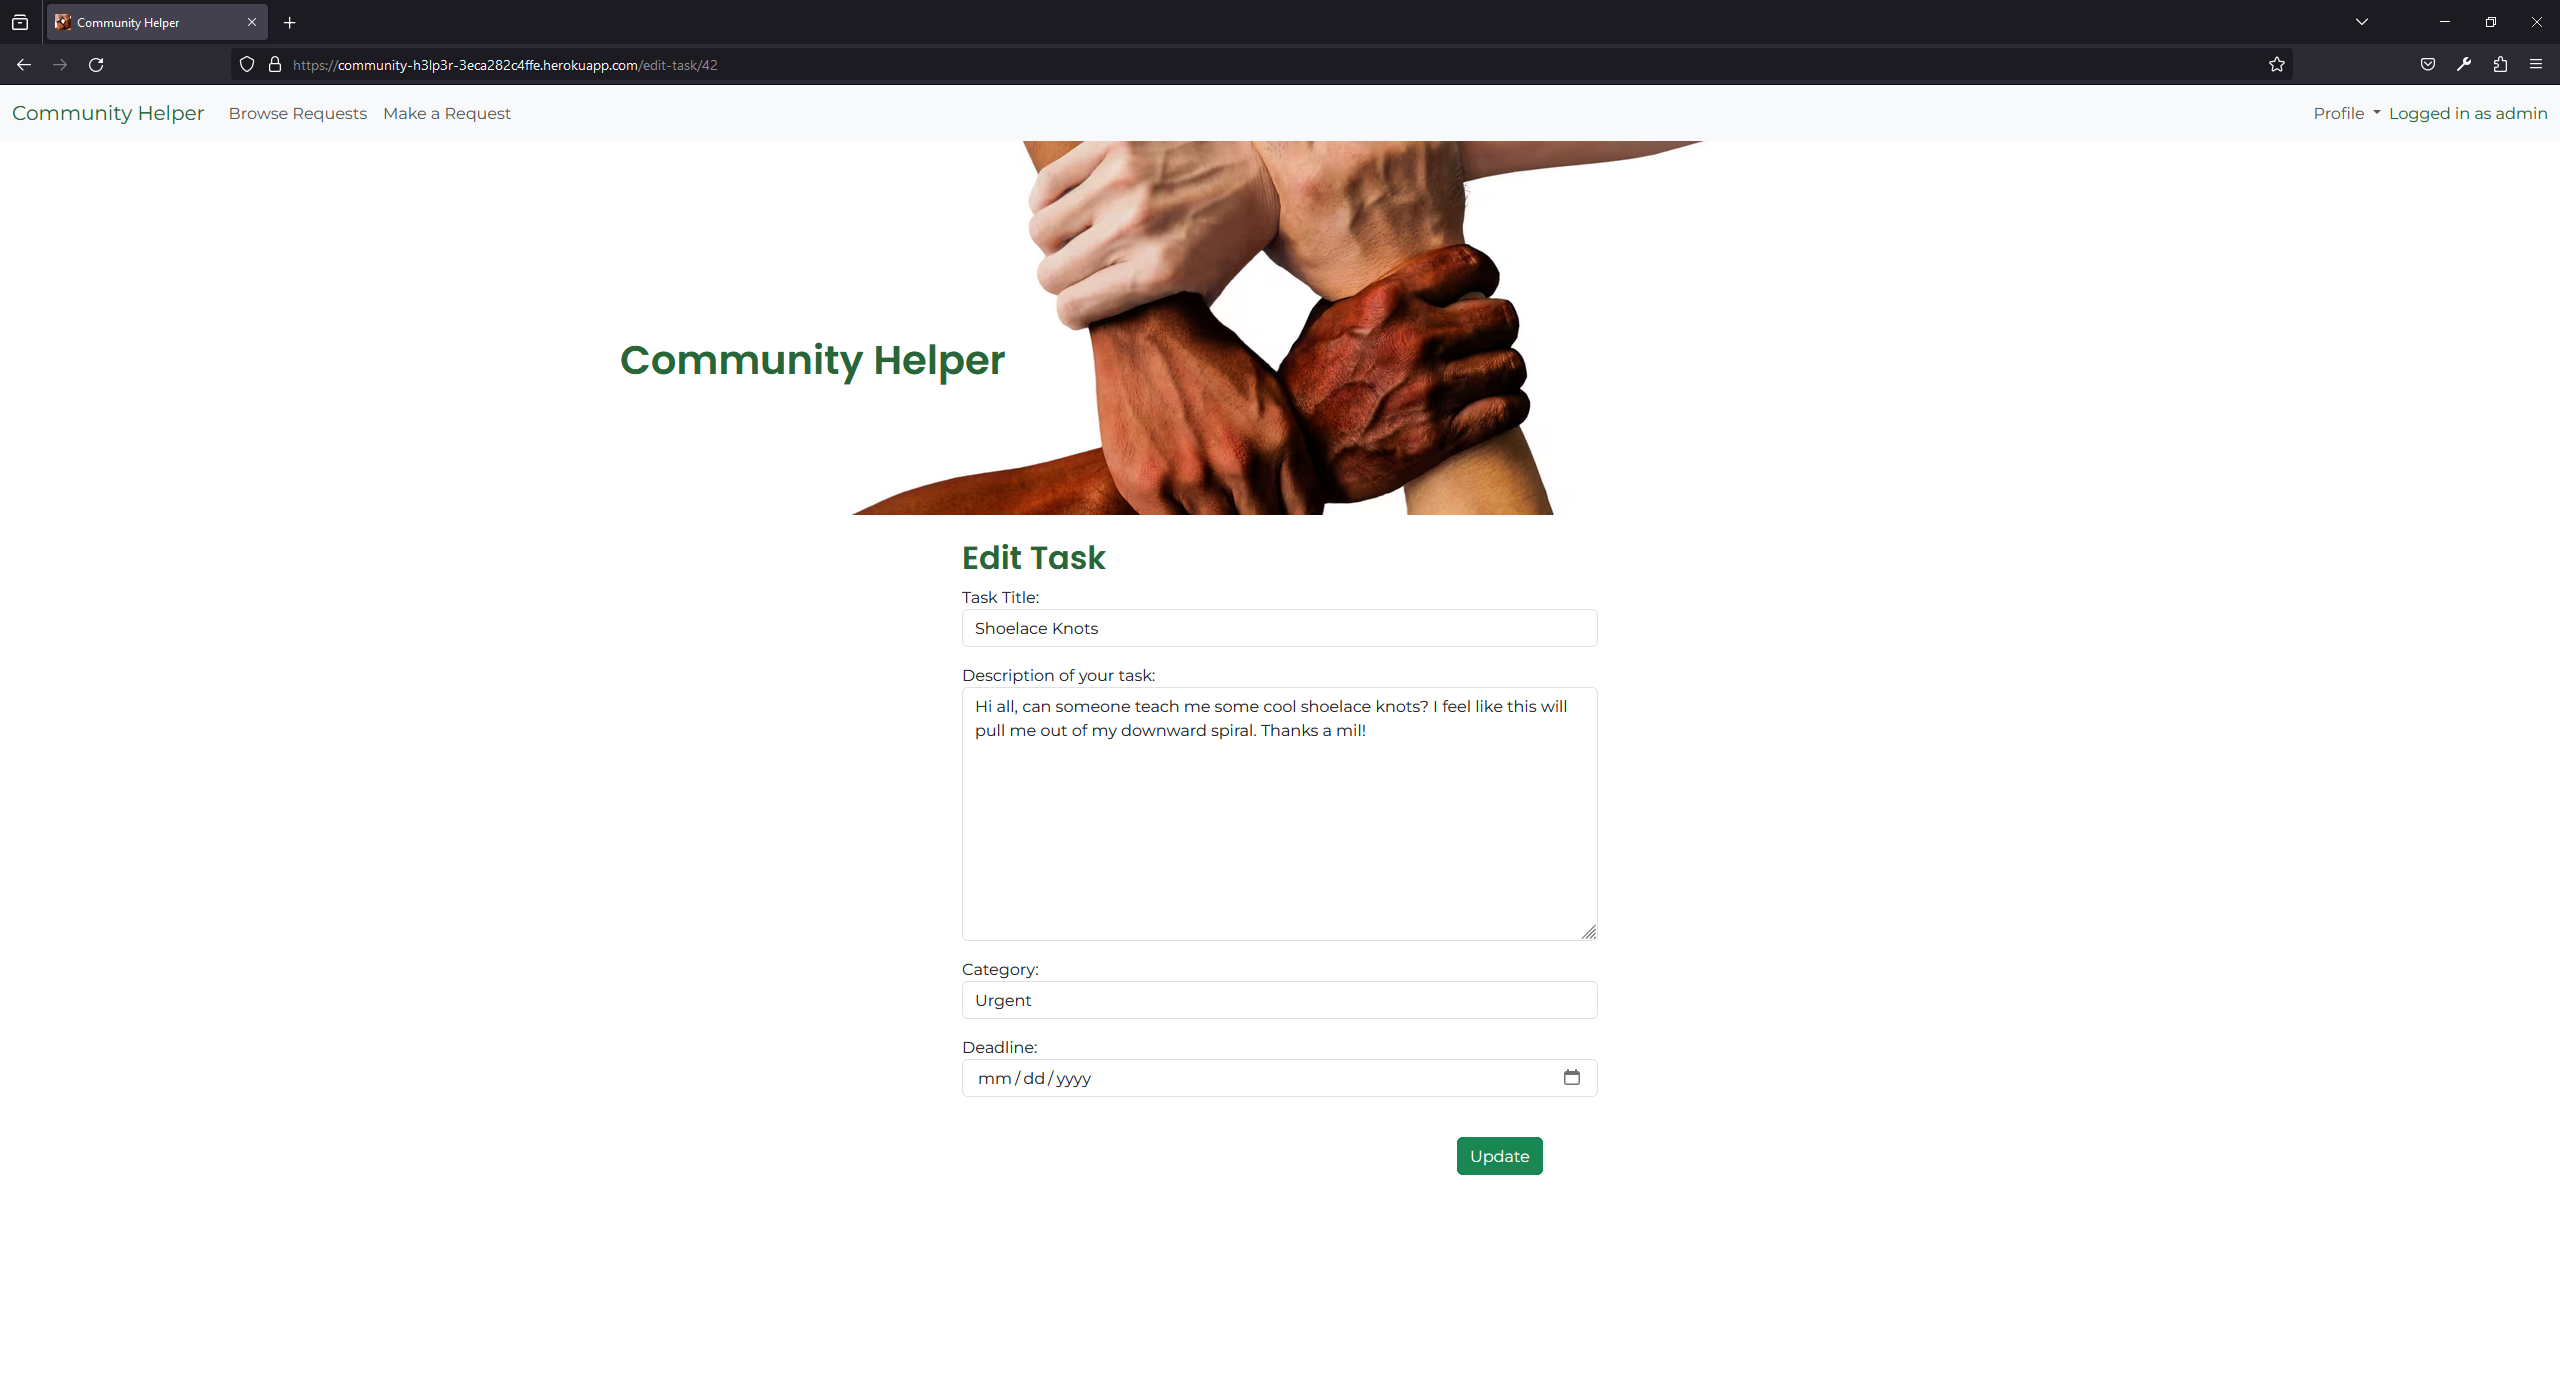 Community Helper
https://community-h3lp3r-3eca282c4ffe.herokuapp.com/edit-task/42
Community Helper Browse Requests Make a Request Profile Logged in as admin
Community Helper
Edit Task
Task Title:
Shoelace Knots
Description of your task:
Hi all, can someone teach me some cool shoelace knots? I feel like this will
pull me out of my downward spiral. Thanks a mil!
Category:
Urgent
Deadline:
mm/dd/yyyy
Update